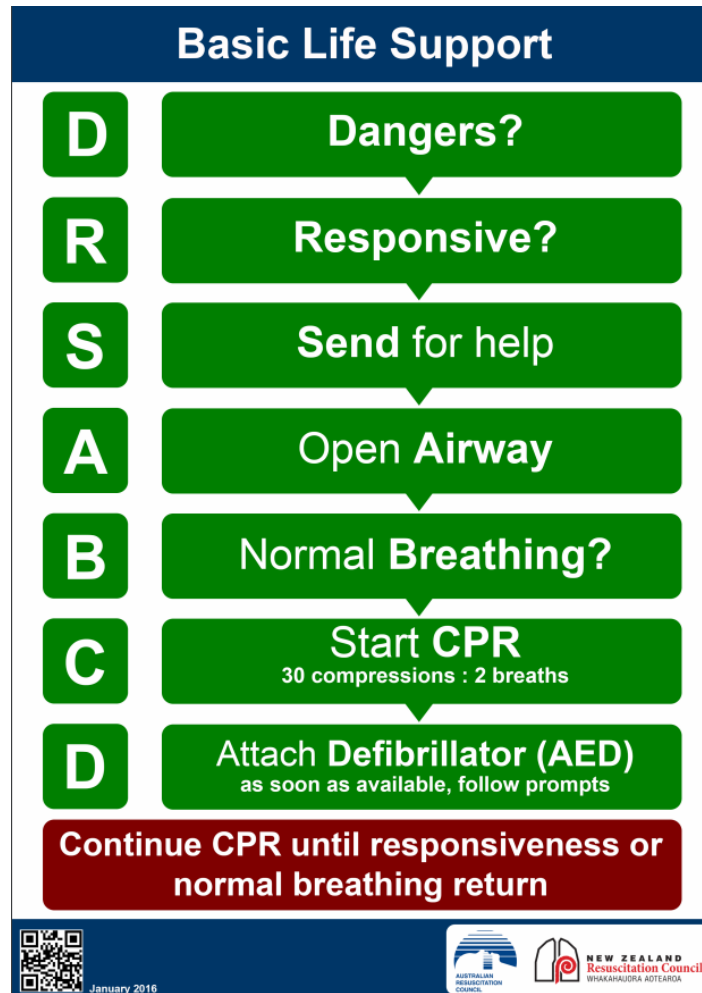 Basic Life Support
D
Dangers?
R
Responsive?
S
Send for help
A
Open Airway
B
Normal Breathing?
C
Start CPR
30 compressions : 2 breaths
D
Attach Defibrillator (AED)
as soon as available, follow prompts
Continue CPR until responsiveness or
normal breathing return
January 2016
AUSTRALIAN
RESUSCITATION
COUNCIL
NEW ZEALAND
Resuscitation Council
WHAKAHAUORA AOTEAROA